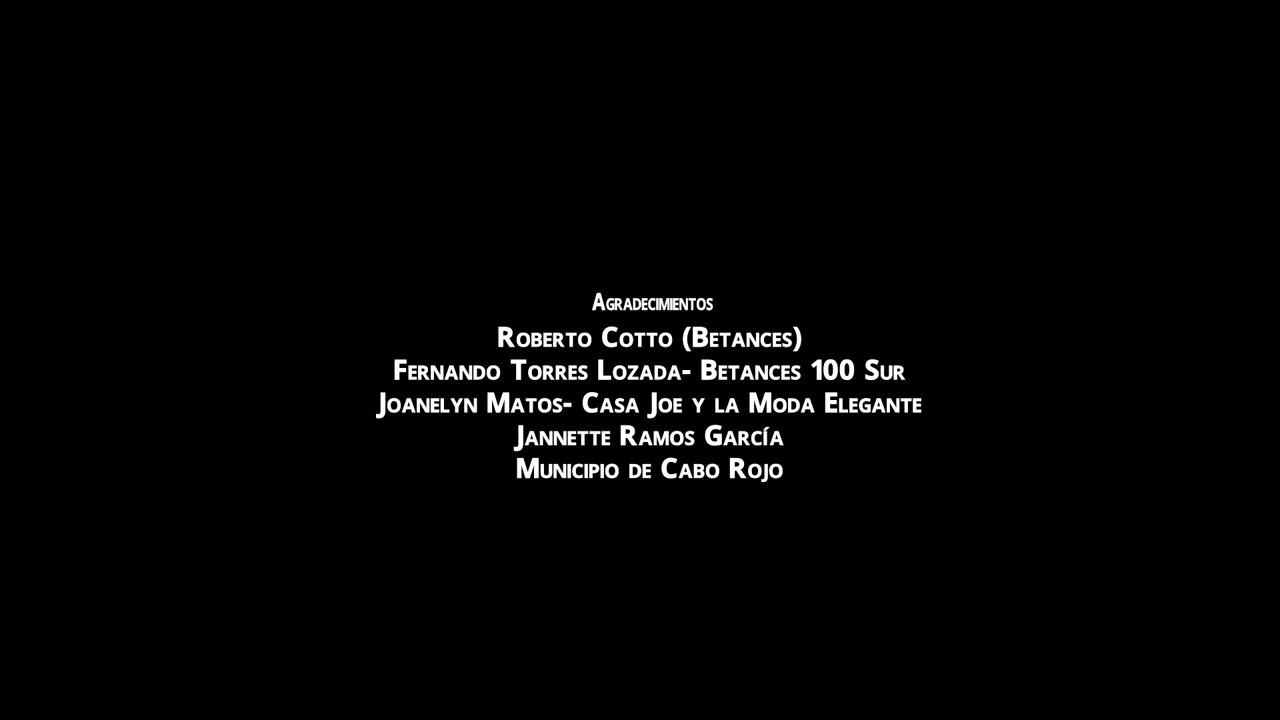 Agradecimientos
Roberto Cotto (Betances)
Fernando Torres Lozada- Betances 100 Sur
Joanelyn Matos- Casa Joe y la Moda Elegante
Jannette Ramos García
Municipio de Cabo Rojo